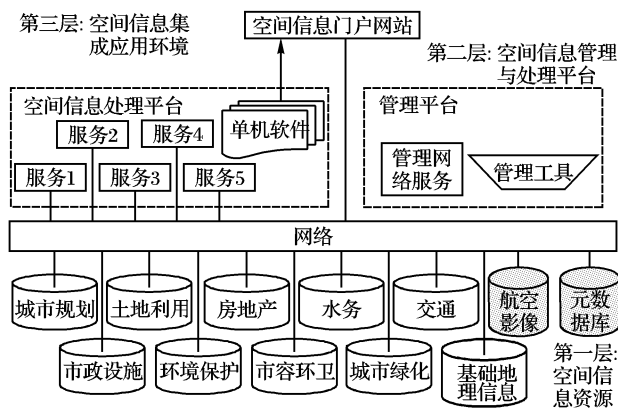 第三层: 空间信息集
成应用环境
空间信息门户网站
第二层: 空间信息管理
与处理平台
空间信息处理平台
服务2
服务4
单机软件
服务1
服务3
服务5
管理平台
管理网
络服务
管理工具
网络
城市规划
土地利用
房地产
水务
交通
航空
影像
元数
据库
市政设施
环境保护
市容环卫
城市绿化
基础地
理信息
第一层:
空间信
息资源